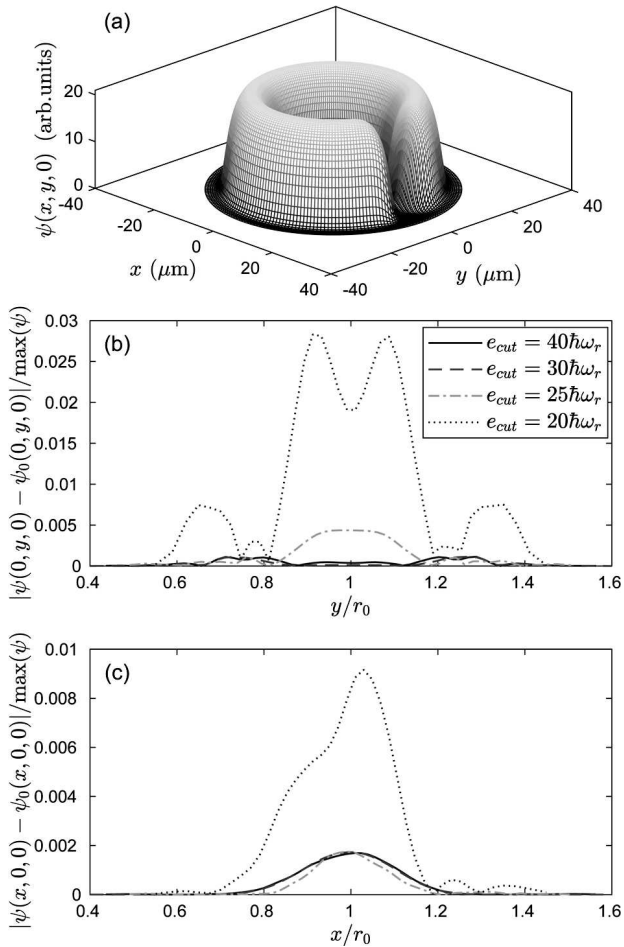 (a)
ψ(x, y, 0) (arb.units)
20
10
0
-40
-20
0
20
40
x (μm)
-40
-20
0
20
40
y (μm)
(b)
|ψ(0, y, 0) − ψ₀(0, y, 0)|/max(ψ)
0.03
0.025
0.02
0.015
0.01
0.005
0
e_cut = 40ℏω_r
e_cut = 30ℏω_r
e_cut = 25ℏω_r
e_cut = 20ℏω_r
0.4 0.6 0.8 1 1.2 1.4 1.6
y/r₀
(c)
|ψ(x, 0, 0) − ψ₀(x, 0, 0)|/max(ψ)
0.01
0.008
0.006
0.004
0.002
0
0.4 0.6 0.8 1 1.2 1.4 1.6
x/r₀